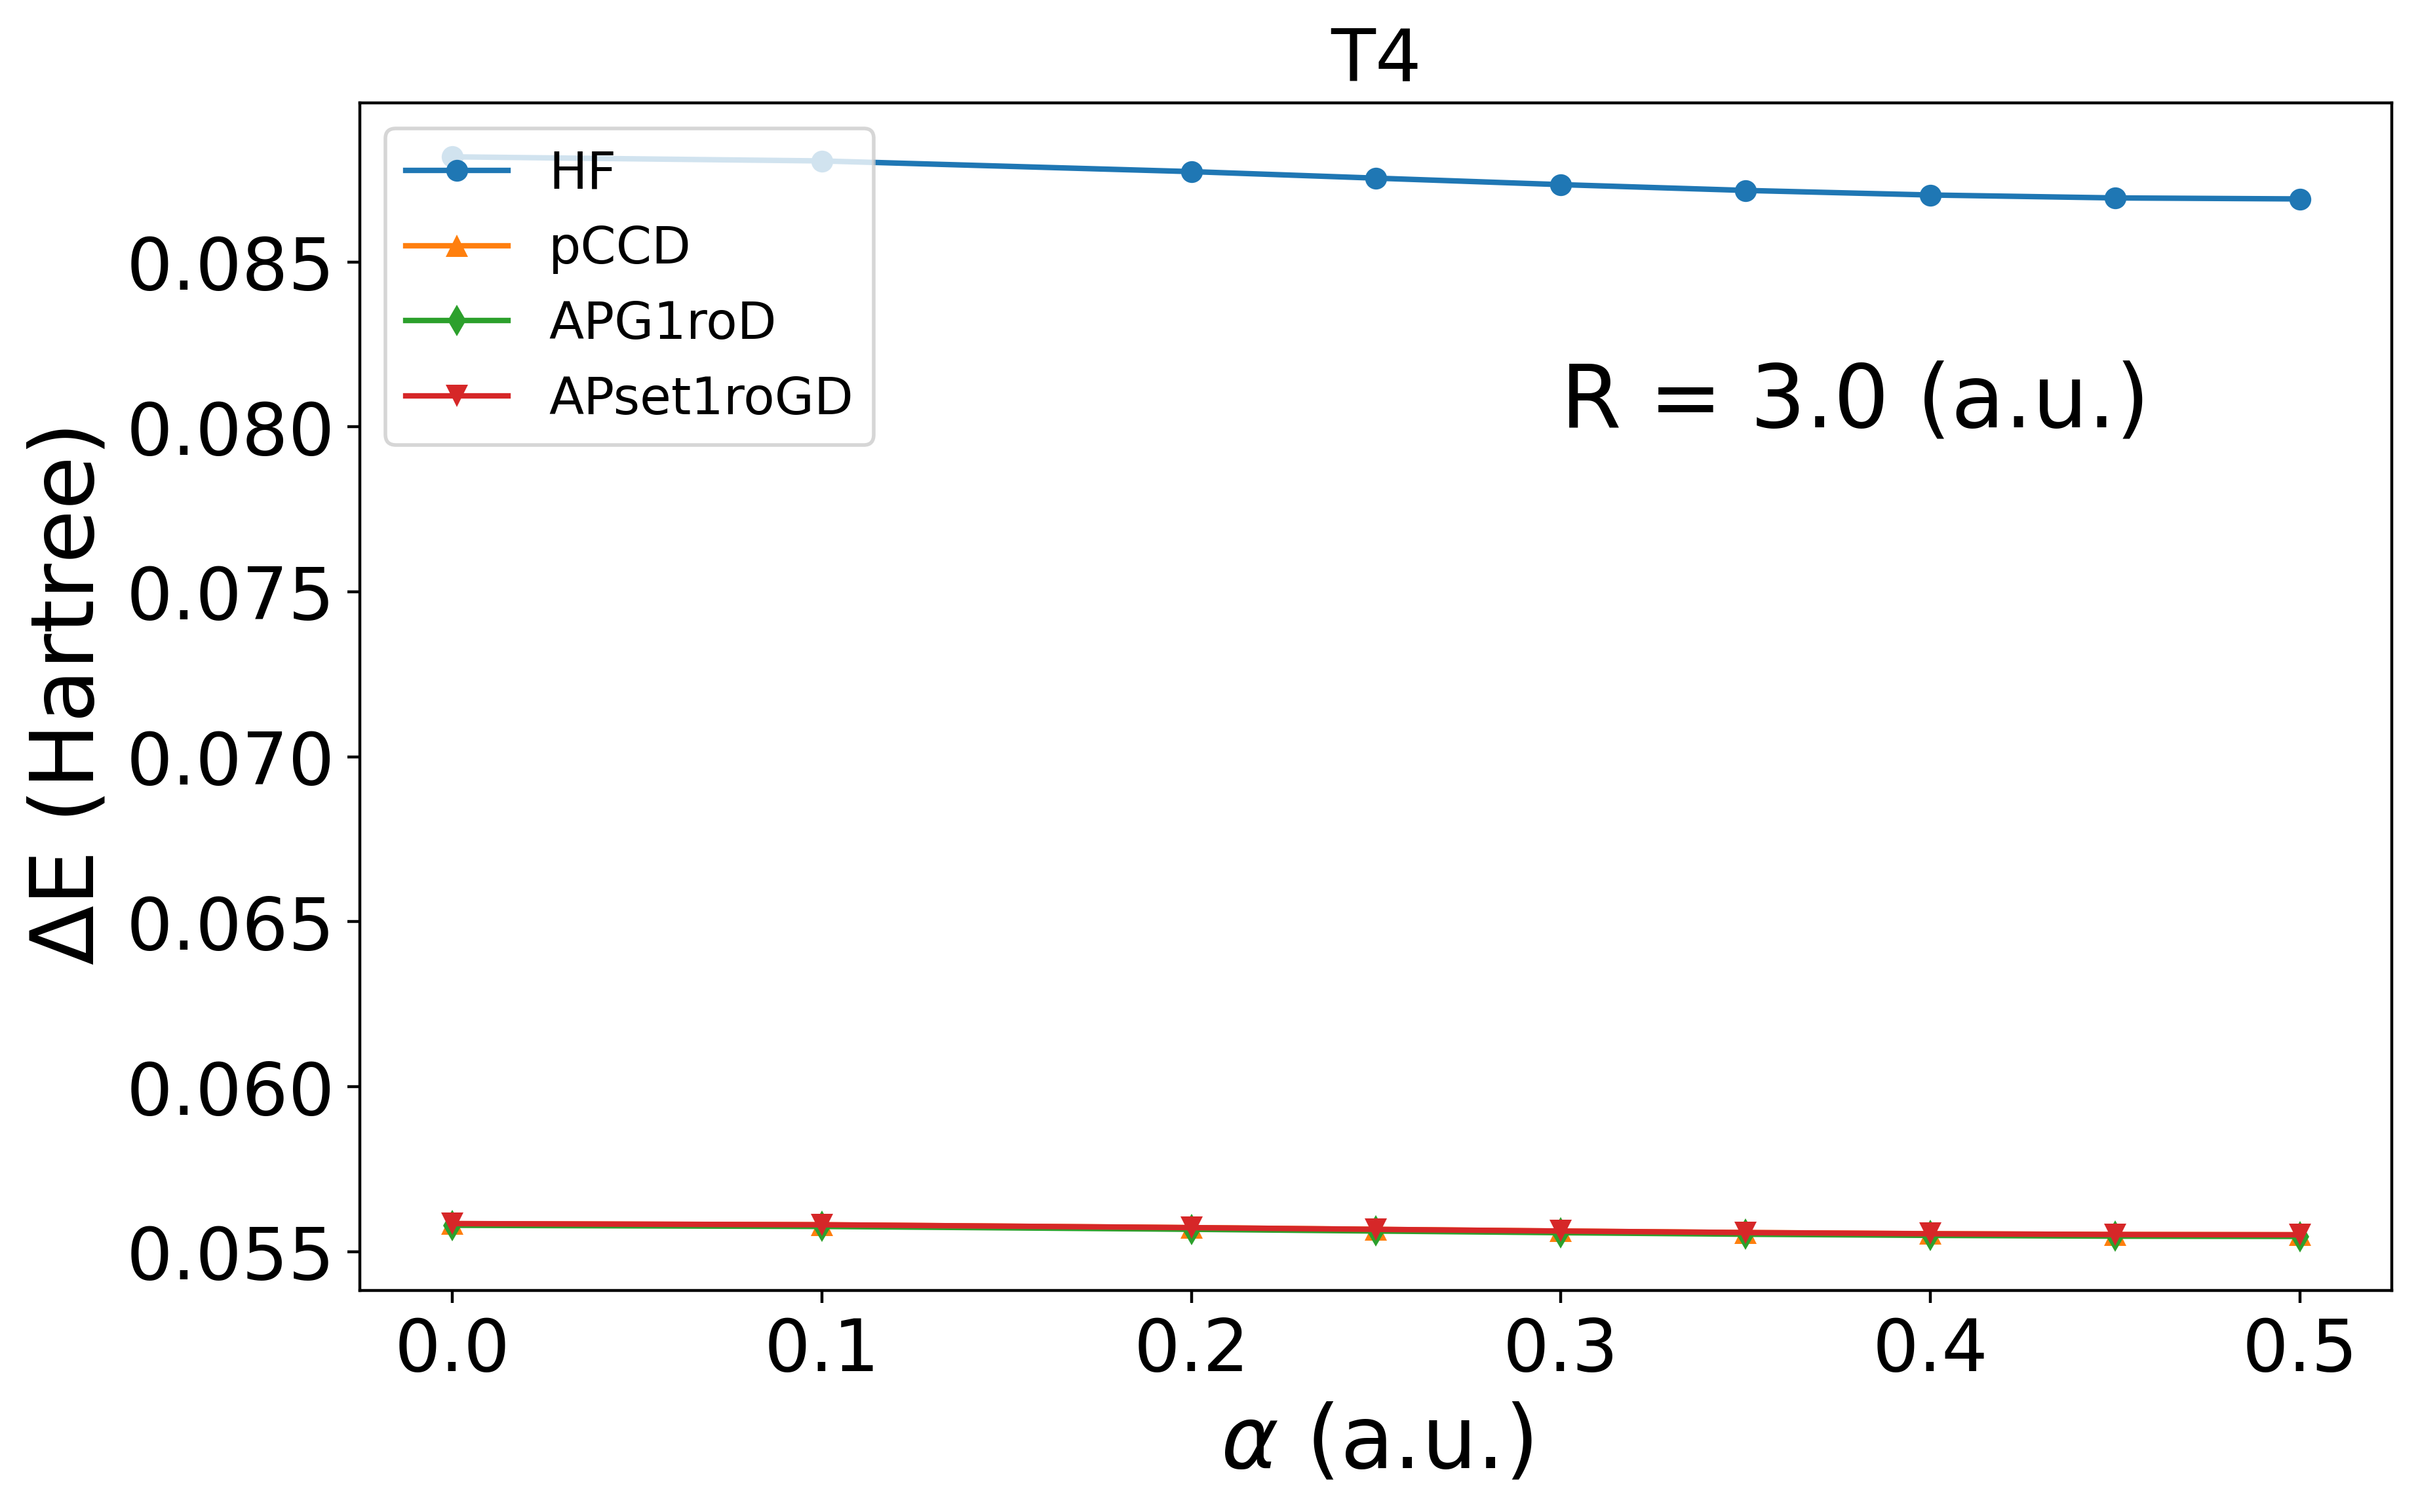 T4
HF
pCCD
APG1roD
APset1roGD
R = 3.0 (a.u.)
ΔE (Hartree)
0.085
0.080
0.075
0.070
0.065
0.060
0.055
0.0 0.1 0.2 0.3 0.4 0.5
α (a.u.)